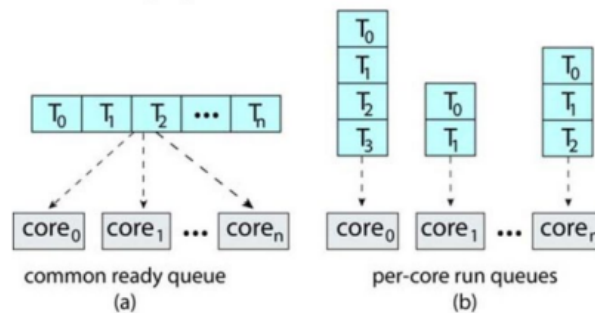 T₀ T₁ T₂ ••• Tₙ
core₀ core₁ ••• coreₙ
common ready queue
(a)
T₀
T₁
T₂
T₃
T₀
T₁
T₀
T₁
T₂
core₀ core₁ ••• coreₙ
per-core run queues
(b)